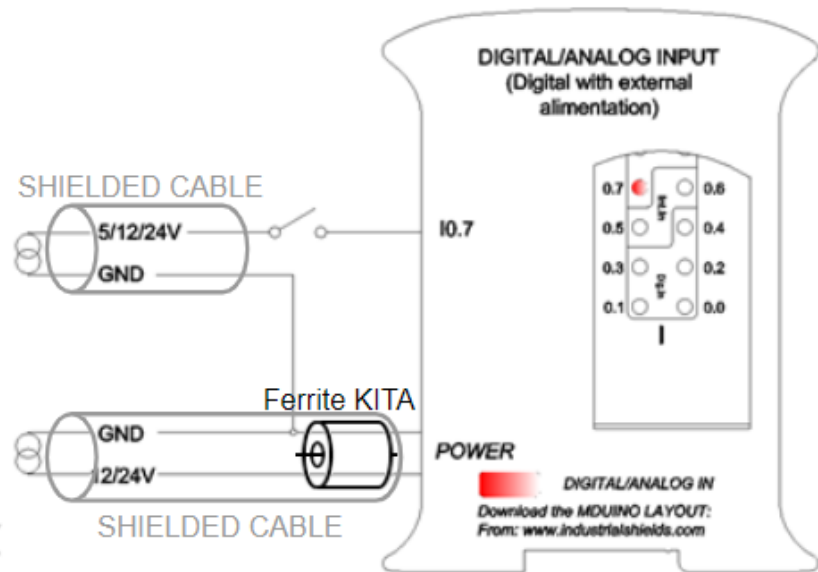 DIGITAL/ANALOG INPUT
(Digital with external
alimentation)
SHIELDED CABLE
5/12/24V
GND
I0.7
0.7
0.6
0.5
0.4
0.3
0.2
0.1
0.0
Dig.In
I
Ferrite KITA
GND
12/24V
POWER
SHIELDED CABLE
DIGITAL/ANALOG IN
Download the MDUINO LAYOUT:
From: www.industrialshields.com